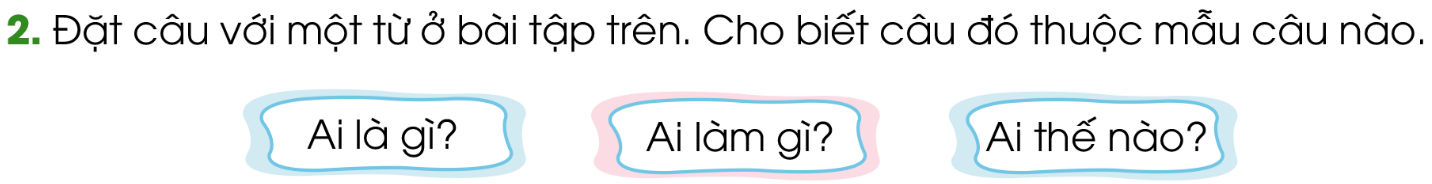 2. Đặt câu với một từ ở bài tập trên. Cho biết câu đó thuộc mẫu câu nào.
Ai là gì? Ai làm gì? Ai thế nào?